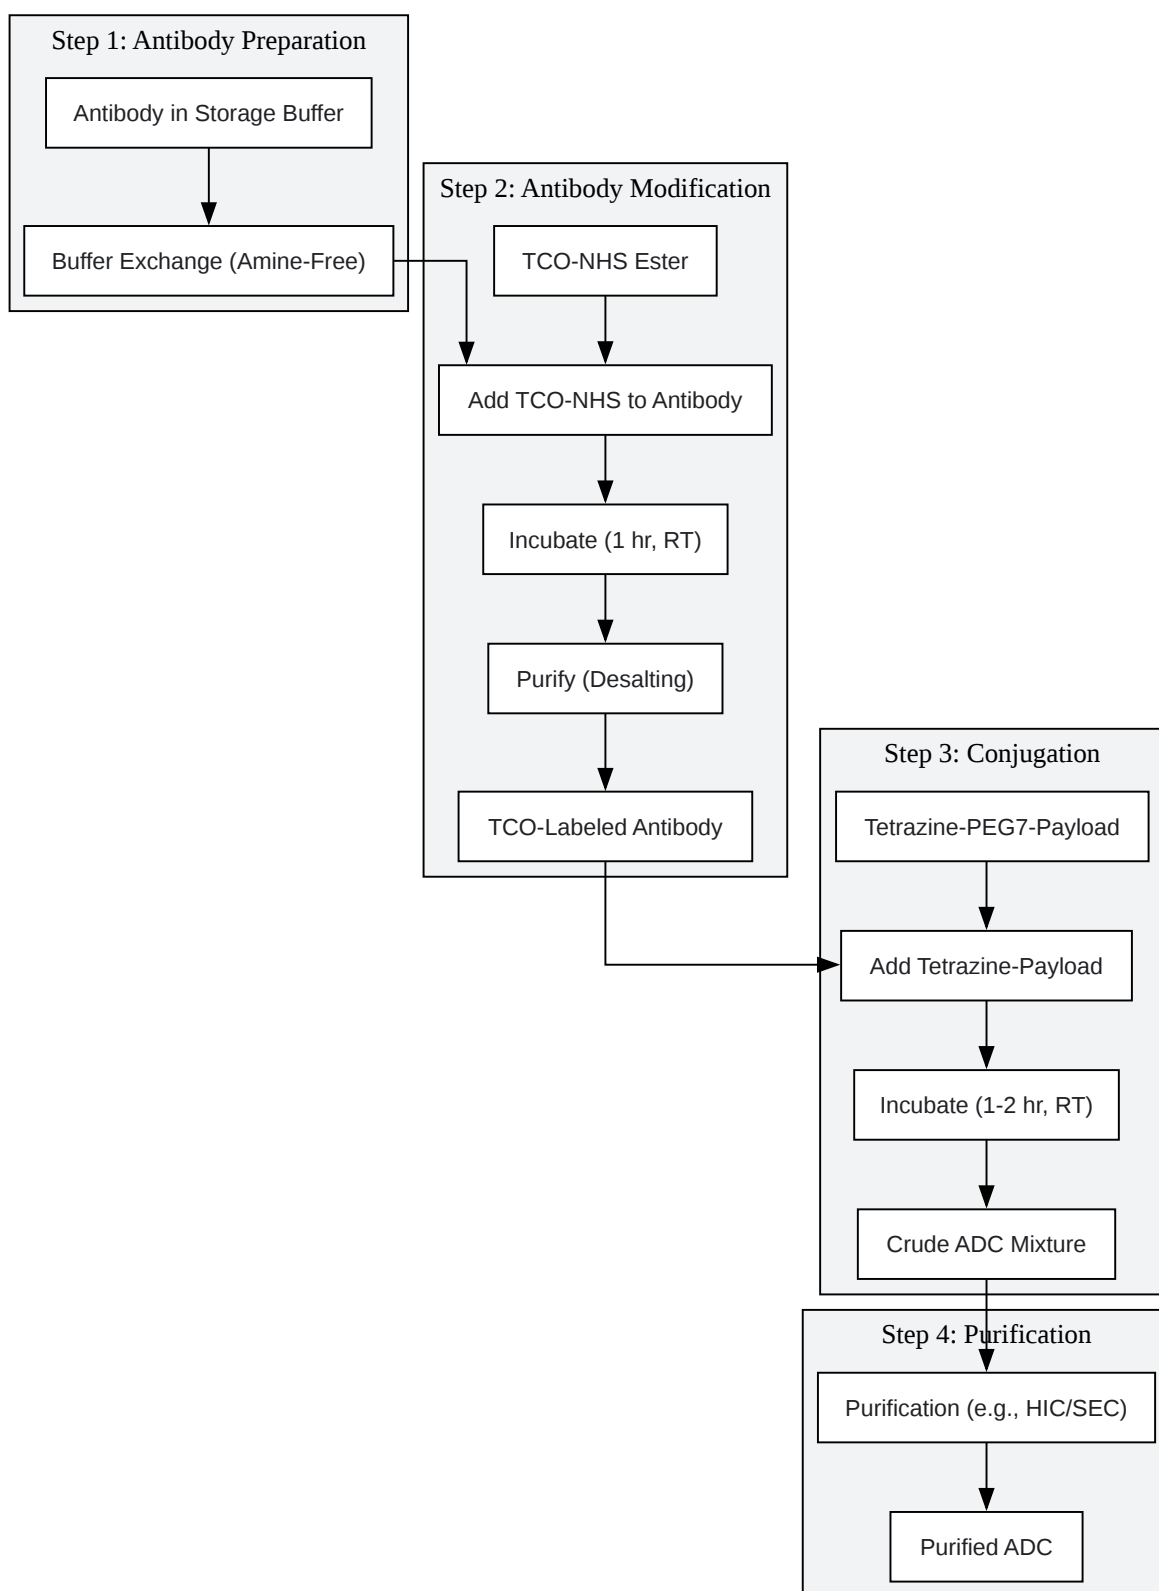 Step 1: Antibody Preparation
Antibody in Storage Buffer
Buffer Exchange (Amine-Free)
Step 2: Antibody Modification
TCO-NHS Ester
Add TCO-NHS to Antibody
Incubate (1 hr, RT)
Purify (Desalting)
TCO-Labeled Antibody
Step 3: Conjugation
Tetrazine-PEG7-Payload
Add Tetrazine-Payload
Incubate (1-2 hr, RT)
Crude ADC Mixture
Step 4: Purification
Purification (e.g., HIC/SEC)
Purified ADC